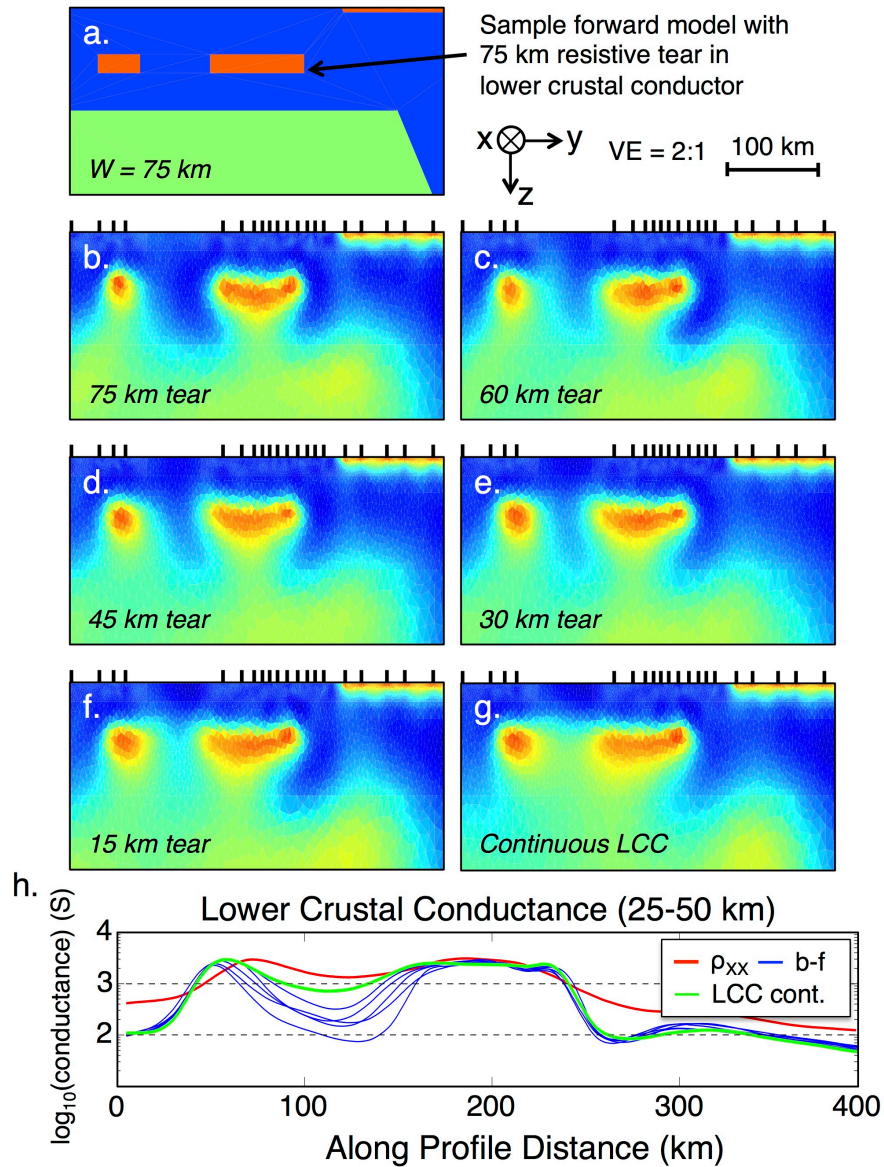 a.
Sample forward model with
75 km resistive tear in
lower crustal conductor
W = 75 km
x y
z
VE = 2:1
100 km
b.
75 km tear
c.
60 km tear
d.
45 km tear
e.
30 km tear
f.
15 km tear
g.
Continuous LCC
h.
Lower Crustal Conductance (25-50 km)
log10(conductance) (S)
4
3
2
ρXX b-f
LCC cont.
0 100 200 300 400
Along Profile Distance (km)